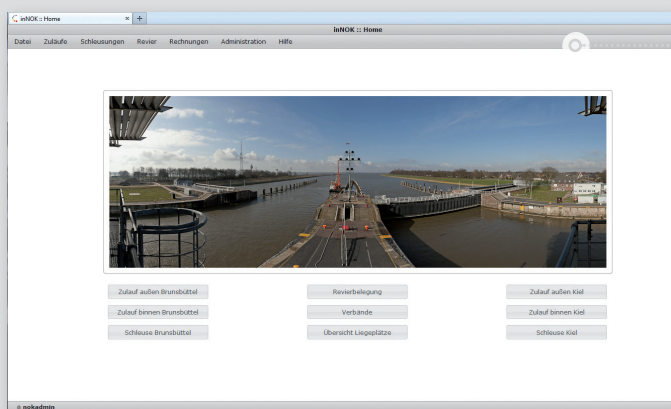 inNOK :: Home
inNOK :: Home
Datei Zuläufe Schleusungen Revier Rechnungen Administration Hilfe
Zulauf außen Brunsbüttel Revierbelegung Zulauf außen Kiel
Zulauf binnen Brunsbüttel Verbände Zulauf binnen Kiel
Schleuse Brunsbüttel Übersicht Liegeplätze Schleuse Kiel
nokadmin